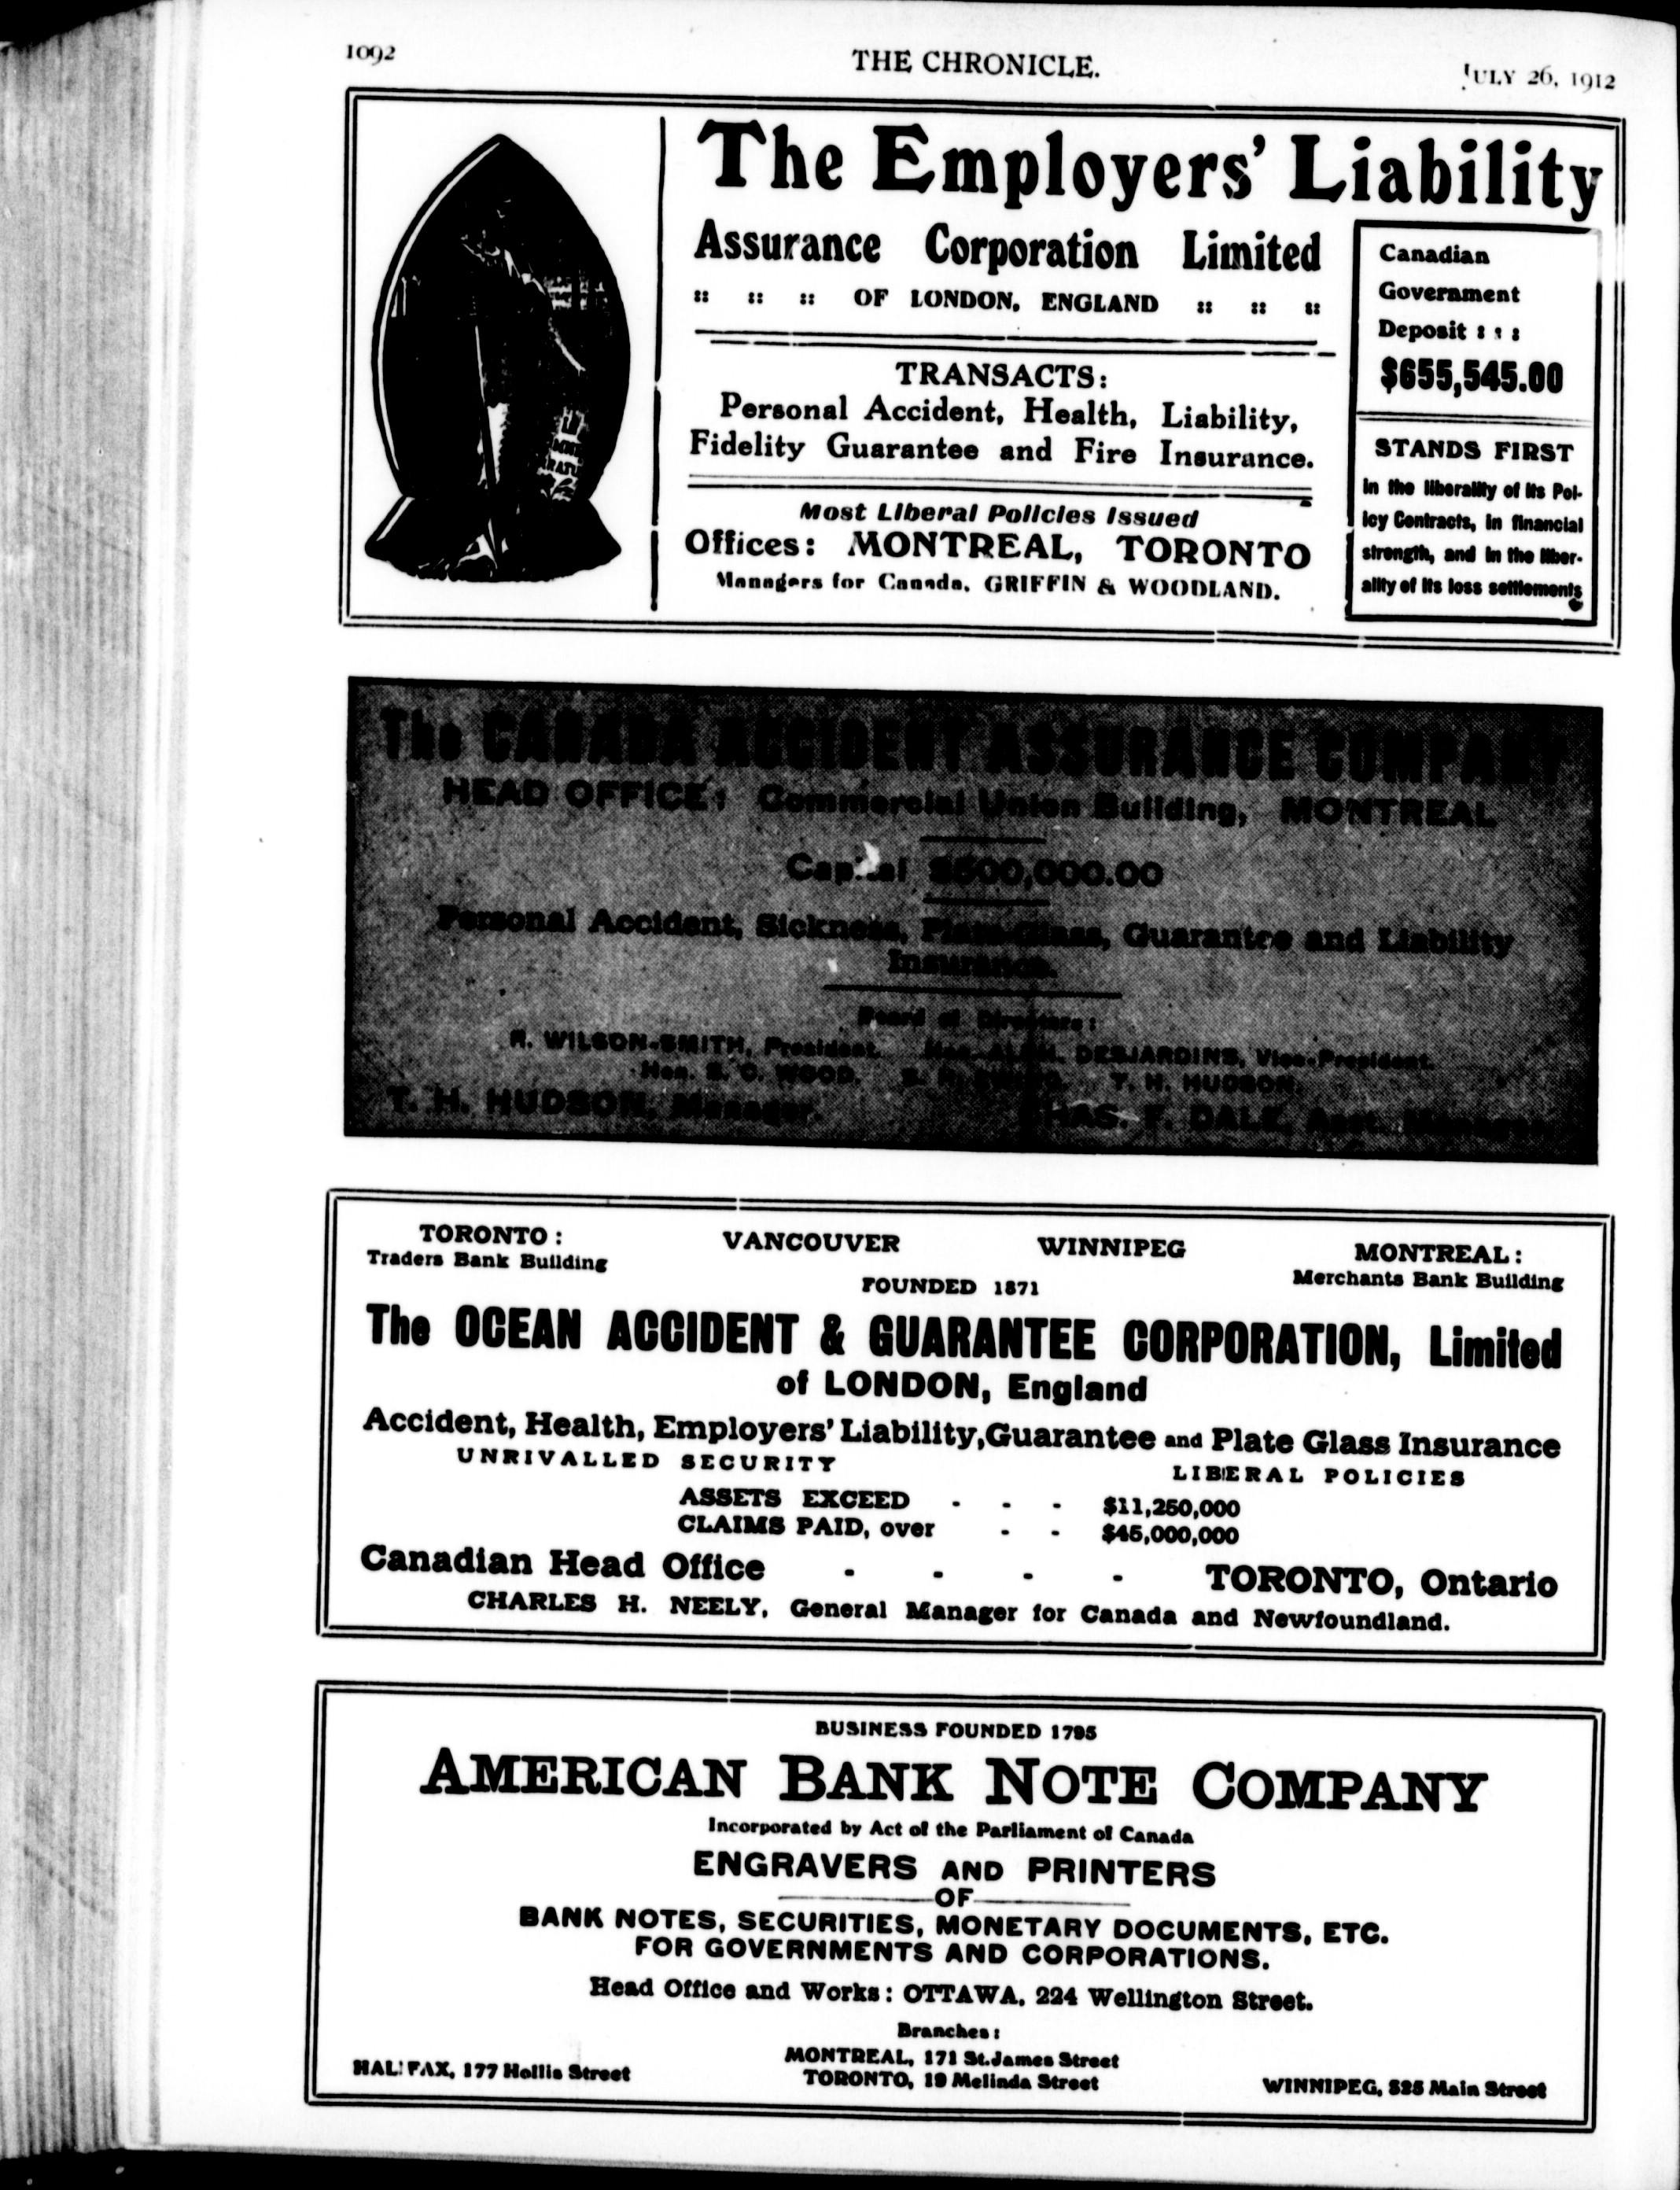 1092
THE CHRONICLE.
JULY 26, 1912
The Employers' Liability
Assurance Corporation Limited
:: :: :: OF LONDON, ENGLAND :: :: ::
TRANSACTS:
Personal Accident, Health, Liability,
Fidelity Guarantee and Fire Insurance.
Most Liberal Policies Issued
Offices: MONTREAL, TORONTO
Managers for Canada, GRIFFIN & WOODLAND.
Canadian
Government
Deposit : : :
$655,545.00
STANDS FIRST
in the liberality of its Pol-
icy Contracts, in financial
strength, and in the liber-
ality of its loss settlements
The CANADA ACCIDENT ASSURANCE COMPANY
HEAD OFFICE: Commercial Union Building, MONTREAL
Capital $500,000.00
Personal Accident, Sickness, Plate Glass, Guarantee and Liability
Insurance.
Board of Directors:
R. WILSON-SMITH, President. Hon. ALPH. DESJARDINS, Vice-President.
Hon. S. C. WOOD. T. H. HUDSON.
T. H. HUDSON, Manager. CHAS. F. DALE, Asst. Manager
TORONTO:
Traders Bank Building
VANCOUVER
WINNIPEG
MONTREAL:
Merchants Bank Building
FOUNDED 1871
The OCEAN ACCIDENT & GUARANTEE CORPORATION, Limited
of LONDON, England
Accident, Health, Employers' Liability, Guarantee and Plate Glass Insurance
UNRIVALLED SECURITY
LIBERAL POLICIES
ASSETS EXCEED - - - $11,250,000
CLAIMS PAID, over - - $45,000,000
Canadian Head Office - - - - TORONTO, Ontario
CHARLES H. NEELY, General Manager for Canada and Newfoundland.
BUSINESS FOUNDED 1795
AMERICAN BANK NOTE COMPANY
Incorporated by Act of the Parliament of Canada
ENGRAVERS AND PRINTERS
OF
BANK NOTES, SECURITIES, MONETARY DOCUMENTS, ETC.
FOR GOVERNMENTS AND CORPORATIONS.
Head Office and Works: OTTAWA, 224 Wellington Street.
Branches:
MONTREAL, 171 St. James Street
HALIFAX, 177 Hollis Street
TORONTO, 19 Melinda Street
WINNIPEG, 525 Main Street